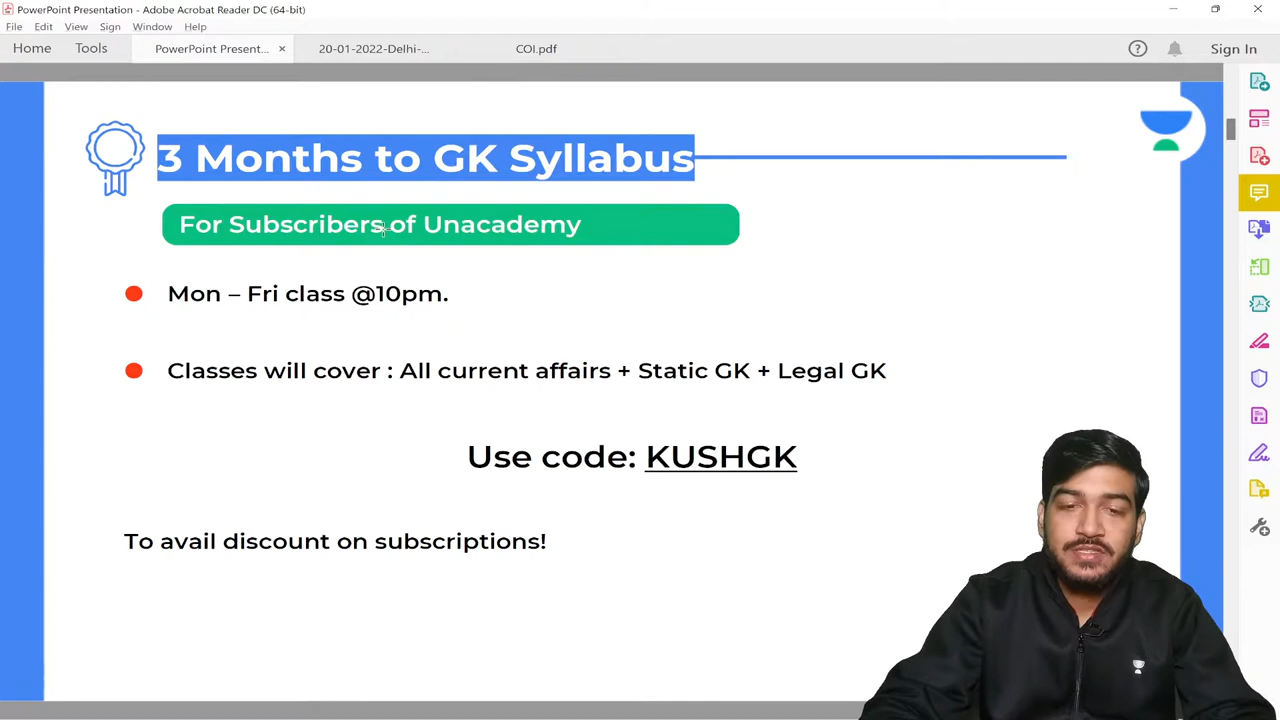 PowerPoint Presentation - Adobe Acrobat Reader DC (64-bit)
File Edit View Sign Window Help
Home Tools PowerPoint Present... 20-01-2022-Delhi-... COI.pdf Sign In
3 Months to GK Syllabus
For Subscribers of Unacademy
Mon – Fri class @10pm.
Classes will cover : All current affairs + Static GK + Legal GK
Use code: KUSHGK
To avail discount on subscriptions!